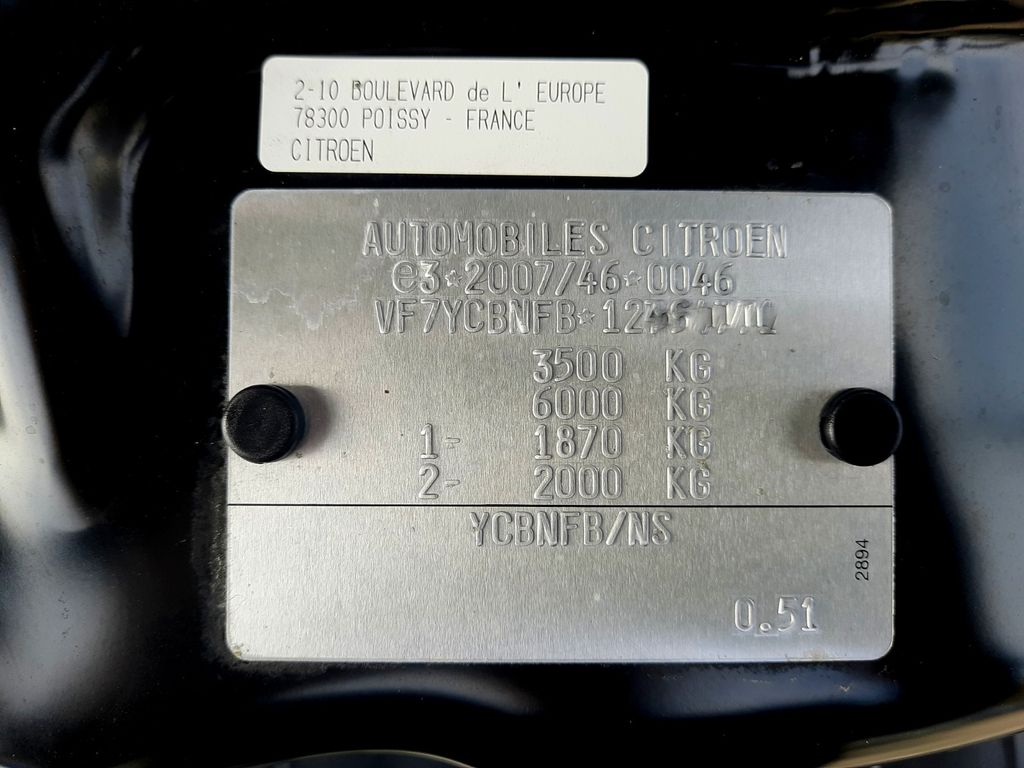 2-10 BOULEVARD de L' EUROPE
78300 POISSY - FRANCE
CITROEN
AUTOMOBILES CITROEN
e3*2007/46*0046
VF7YCBNFB*12
3500 KG
6000 KG
1- 1870 KG
2- 2000 KG
YCBNFB/NS
2894
0.51